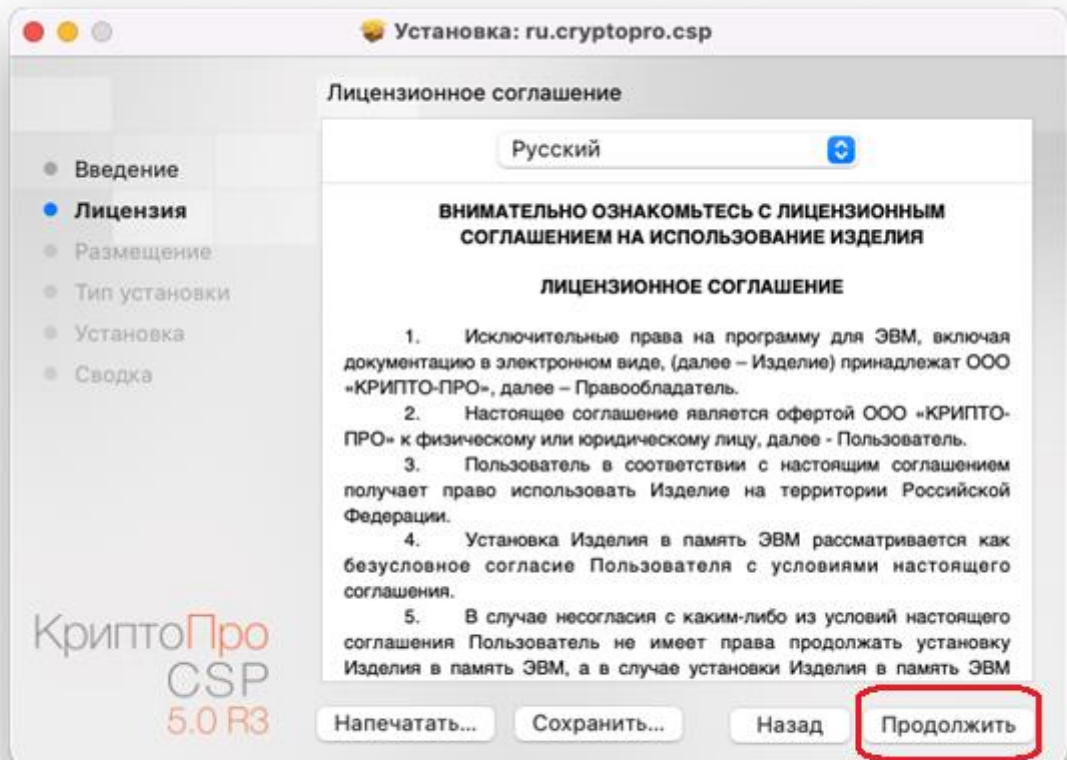 Установка: ru.cryptopro.csp
Лицензионное соглашение
Введение
Лицензия
Размещение
Тип установки
Установка
Сводка
Русский
ВНИМАТЕЛЬНО ОЗНАКОМЬТЕСЬ С ЛИЦЕНЗИОННЫМ
СОГЛАШЕНИЕМ НА ИСПОЛЬЗОВАНИЕ ИЗДЕЛИЯ
ЛИЦЕНЗИОННОЕ СОГЛАШЕНИЕ
1. Исключительные права на программу для ЭВМ, включая
документацию в электронном виде, (далее – Изделие) принадлежат ООО
«КРИПТО-ПРО», далее – Правообладатель.
2. Настоящее соглашение является офертой ООО «КРИПТО-
ПРО» к физическому или юридическому лицу, далее - Пользователь.
3. Пользователь в соответствии с настоящим соглашением
получает право использовать Изделие на территории Российской
Федерации.
4. Установка Изделия в память ЭВМ рассматривается как
безусловное согласие Пользователя с условиями настоящего
соглашения.
5. В случае несогласия с каким-либо из условий настоящего
соглашения Пользователь не имеет права продолжать установку
Изделия в память ЭВМ, а в случае установки Изделия в память ЭВМ
КриптоПро
CSP
5.0 R3
Напечатать...
Сохранить...
Назад
Продолжить